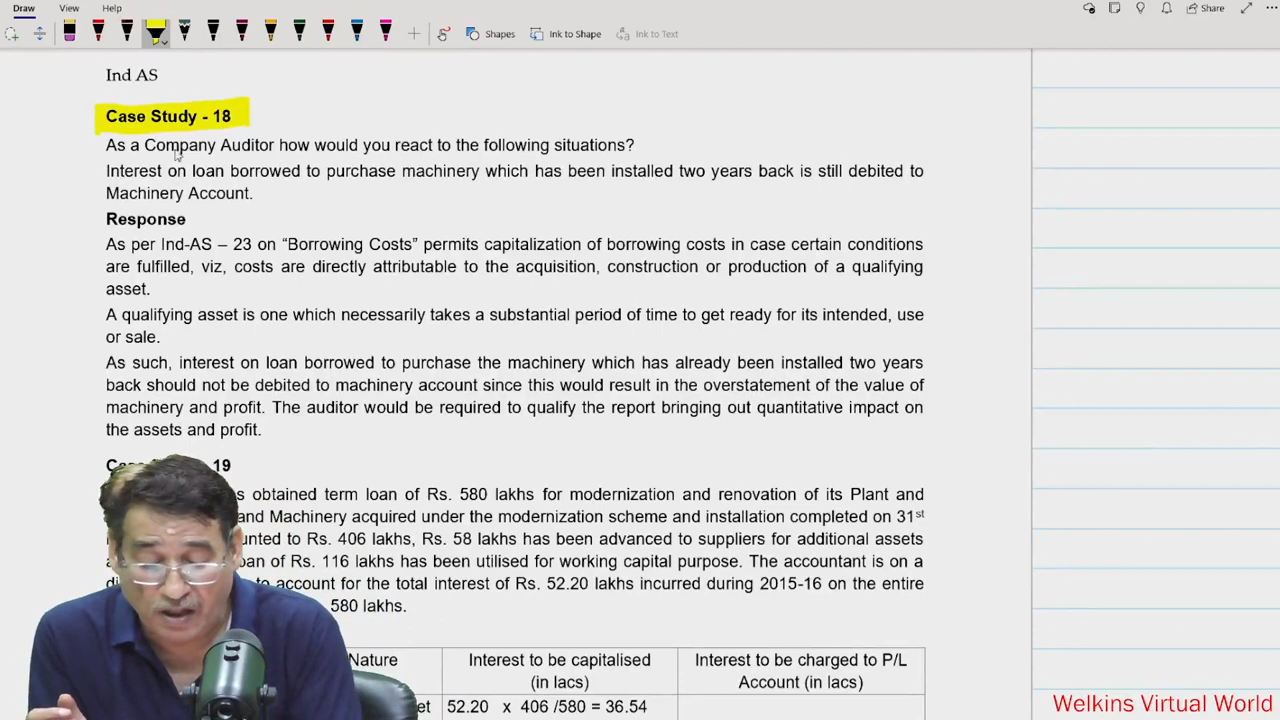 Draw View Help
Share
Shapes Ink to Shape Ink to Text
Ind AS
Case Study - 18
As a Company Auditor how would you react to the following situations?
Interest on loan borrowed to purchase machinery which has been installed two years back is still debited to
Machinery Account.
Response
As per Ind-AS – 23 on “Borrowing Costs” permits capitalization of borrowing costs in case certain conditions
are fulfilled, viz, costs are directly attributable to the acquisition, construction or production of a qualifying
asset.
A qualifying asset is one which necessarily takes a substantial period of time to get ready for its intended, use
or sale.
As such, interest on loan borrowed to purchase the machinery which has already been installed two years
back should not be debited to machinery account since this would result in the overstatement of the value of
machinery and profit. The auditor would be required to qualify the report bringing out quantitative impact on
the assets and profit.
19
obtained term loan of Rs. 580 lakhs for modernization and renovation of its Plant and
and Machinery acquired under the modernization scheme and installation completed on 31st
to Rs. 406 lakhs, Rs. 58 lakhs has been advanced to suppliers for additional assets
of Rs. 116 lakhs has been utilised for working capital purpose. The accountant is on a
to account for the total interest of Rs. 52.20 lakhs incurred during 2015-16 on the entire
580 lakhs.
Nature Interest to be capitalised Interest to be charged to P/L
(in lacs) Account (in lacs)
52.20 x 406 /580 = 36.54
Welkins Virtual World